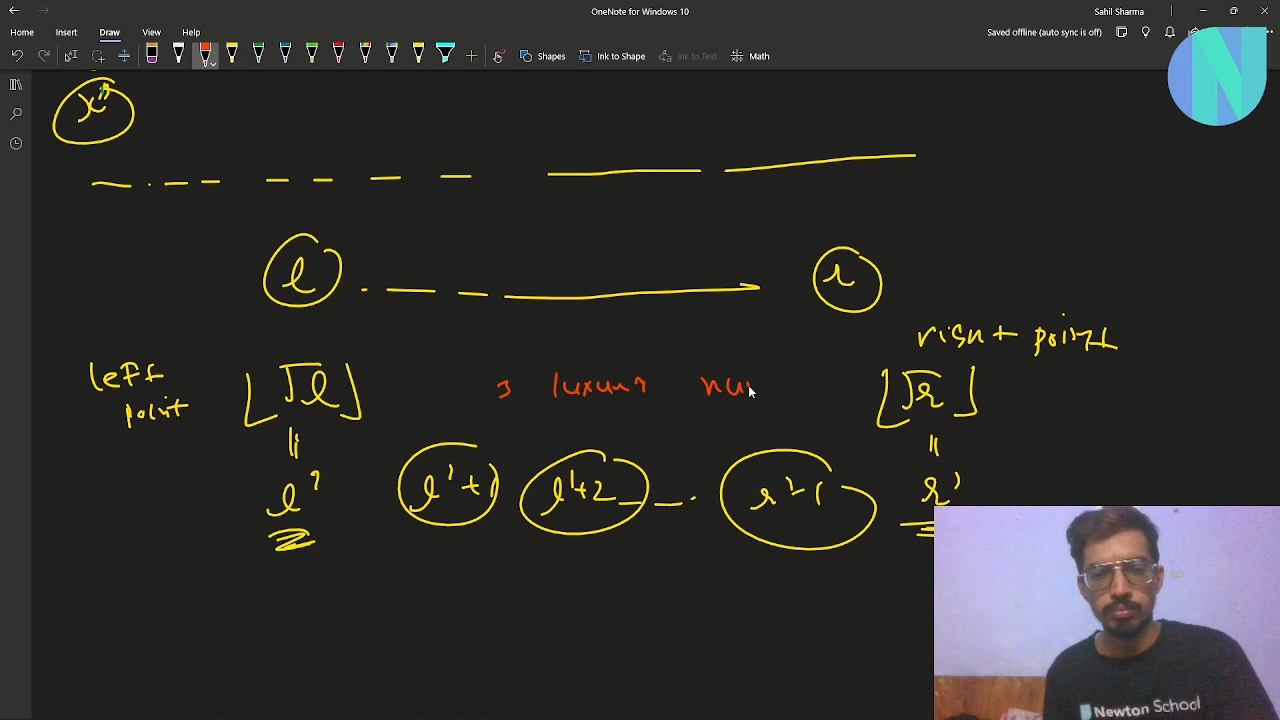 OneNote for Windows 10
Sahil Sharma
Home Insert Draw View Help
Saved offline (auto sync is off)
Shapes Ink to Shape Ink to Text Math
l r
risht point
left point
⌊√l⌋ 3 luxury nu ⌊√r⌋
= =
l' l'+1 l'+2 --. r'-1 r'
Newton School